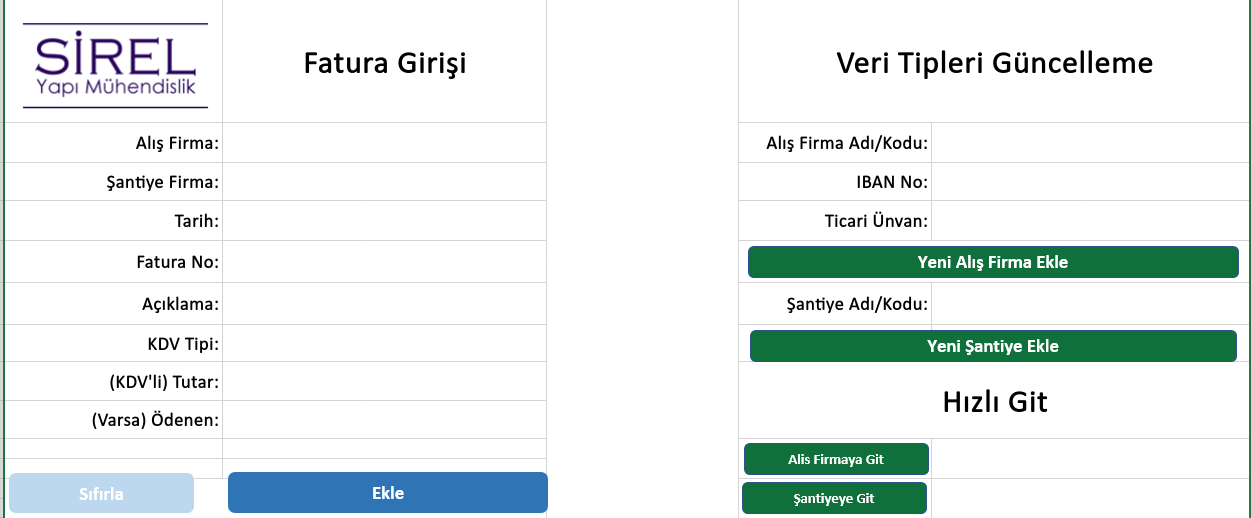 SİREL
Yapı Mühendislik
Fatura Girişi
Alış Firma:
Şantiye Firma:
Tarih:
Fatura No:
Açıklama:
KDV Tipi:
(KDV'li) Tutar:
(Varsa) Ödenen:
Sıfırla
Ekle
Veri Tipleri Güncelleme
Alış Firma Adı/Kodu:
IBAN No:
Ticari Ünvan:
Yeni Alış Firma Ekle
Şantiye Adı/Kodu:
Yeni Şantiye Ekle
Hızlı Git
Alis Firmaya Git
Şantiyeye Git